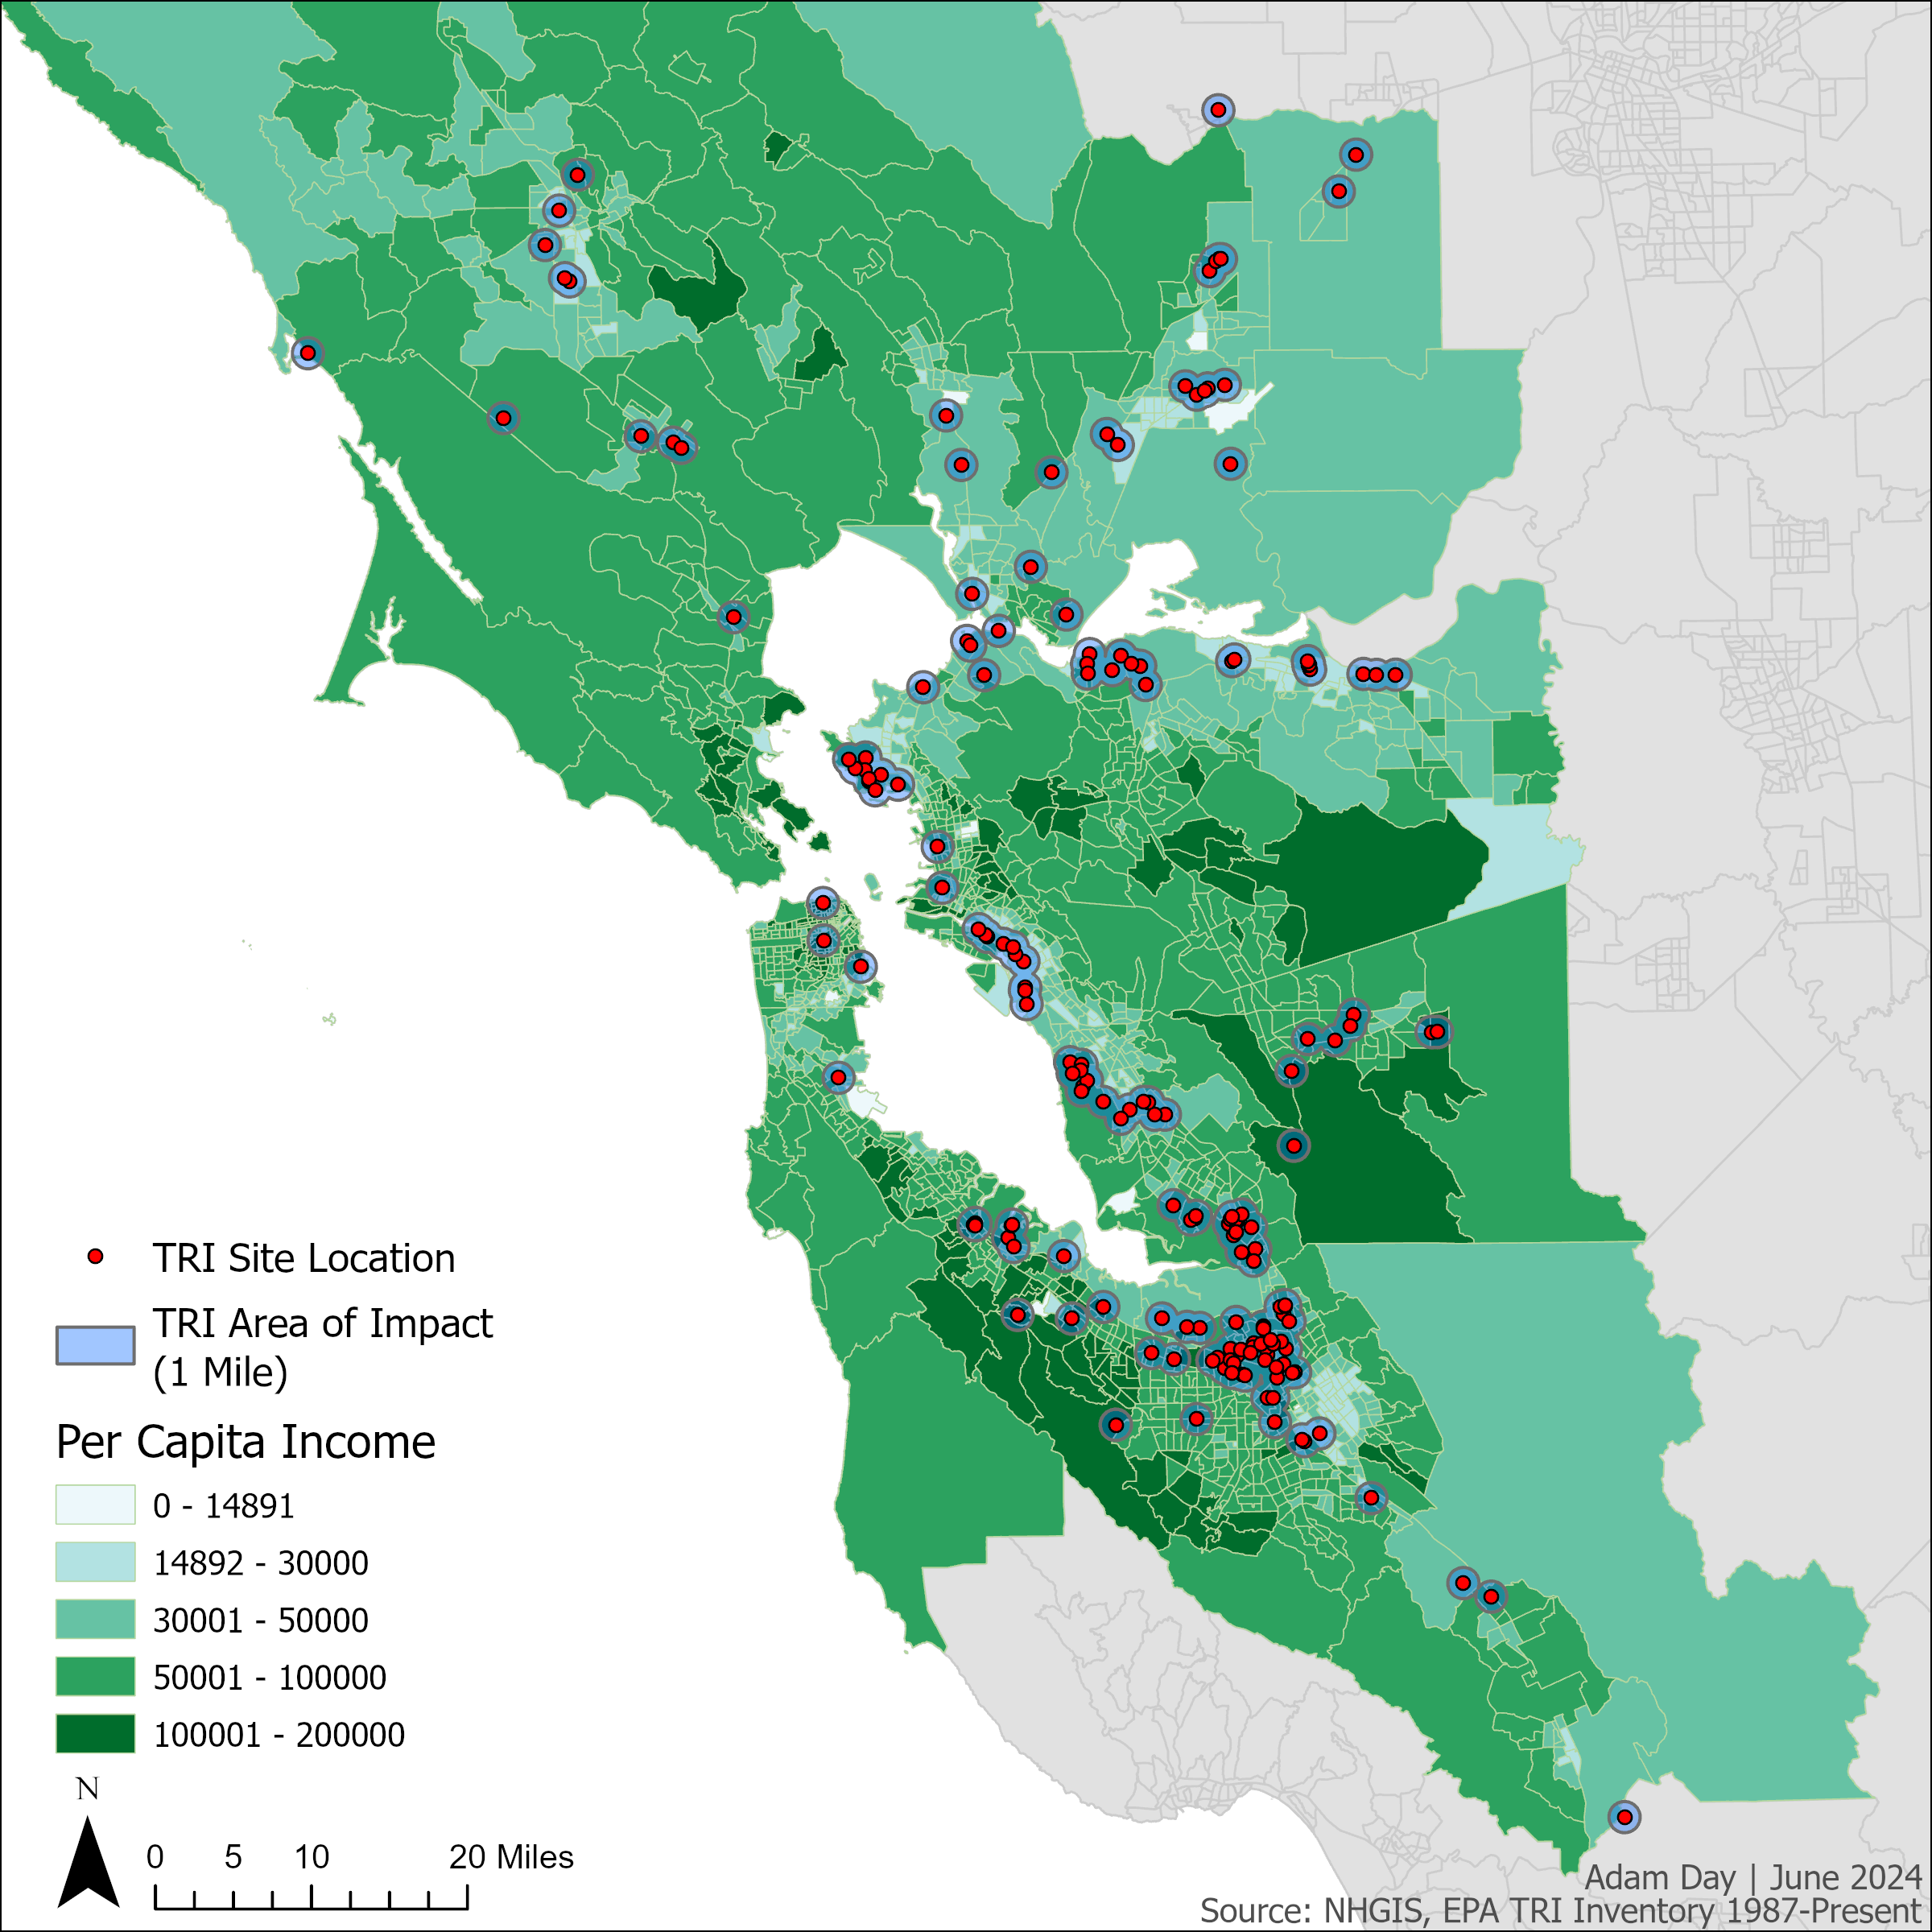 TRI Site Location
TRI Area of Impact
(1 Mile)
Per Capita Income
0 - 14891
14892 - 30000
30001 - 50000
50001 - 100000
100001 - 200000
N
0 5 10 20 Miles
Adam Day | June 2024
Source: NHGIS, EPA TRI Inventory 1987-Present